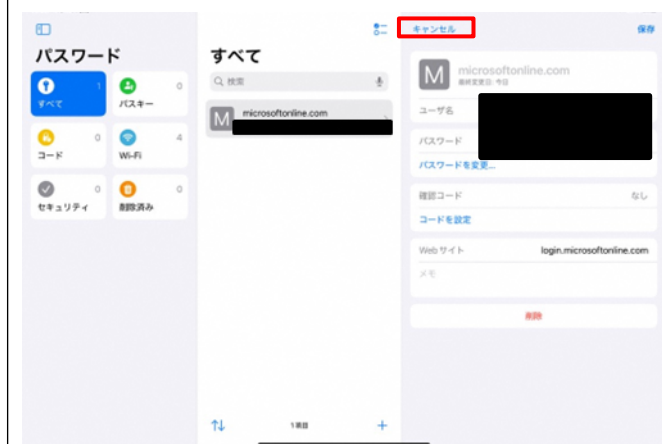 パスワード
1
すべて
0
パスキー
0
コード
4
Wi-Fi
0
セキュリティ
0
削除済み
すべて
検索
M
microsoftonline.com
1項目
キャンセル
保存
M
microsoftonline.com
最終変更日: 今日
ユーザ名
パスワード
パスワードを変更...
確認コード なし
コードを設定
Webサイト login.microsoftonline.com
メモ
削除